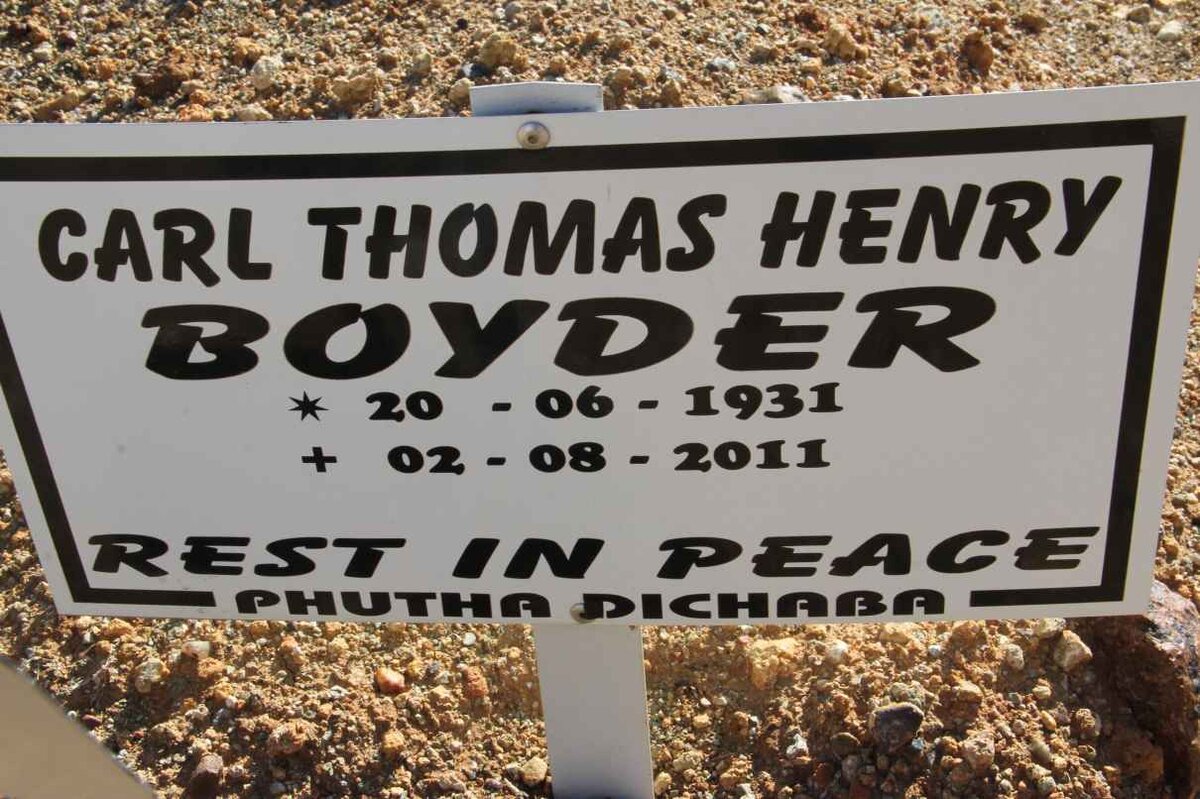 CARL THOMAS HENRY
BOYDER
* 20 - 06 - 1931
+ 02 - 08 - 2011
REST IN PEACE
PHUTHA DICHABA